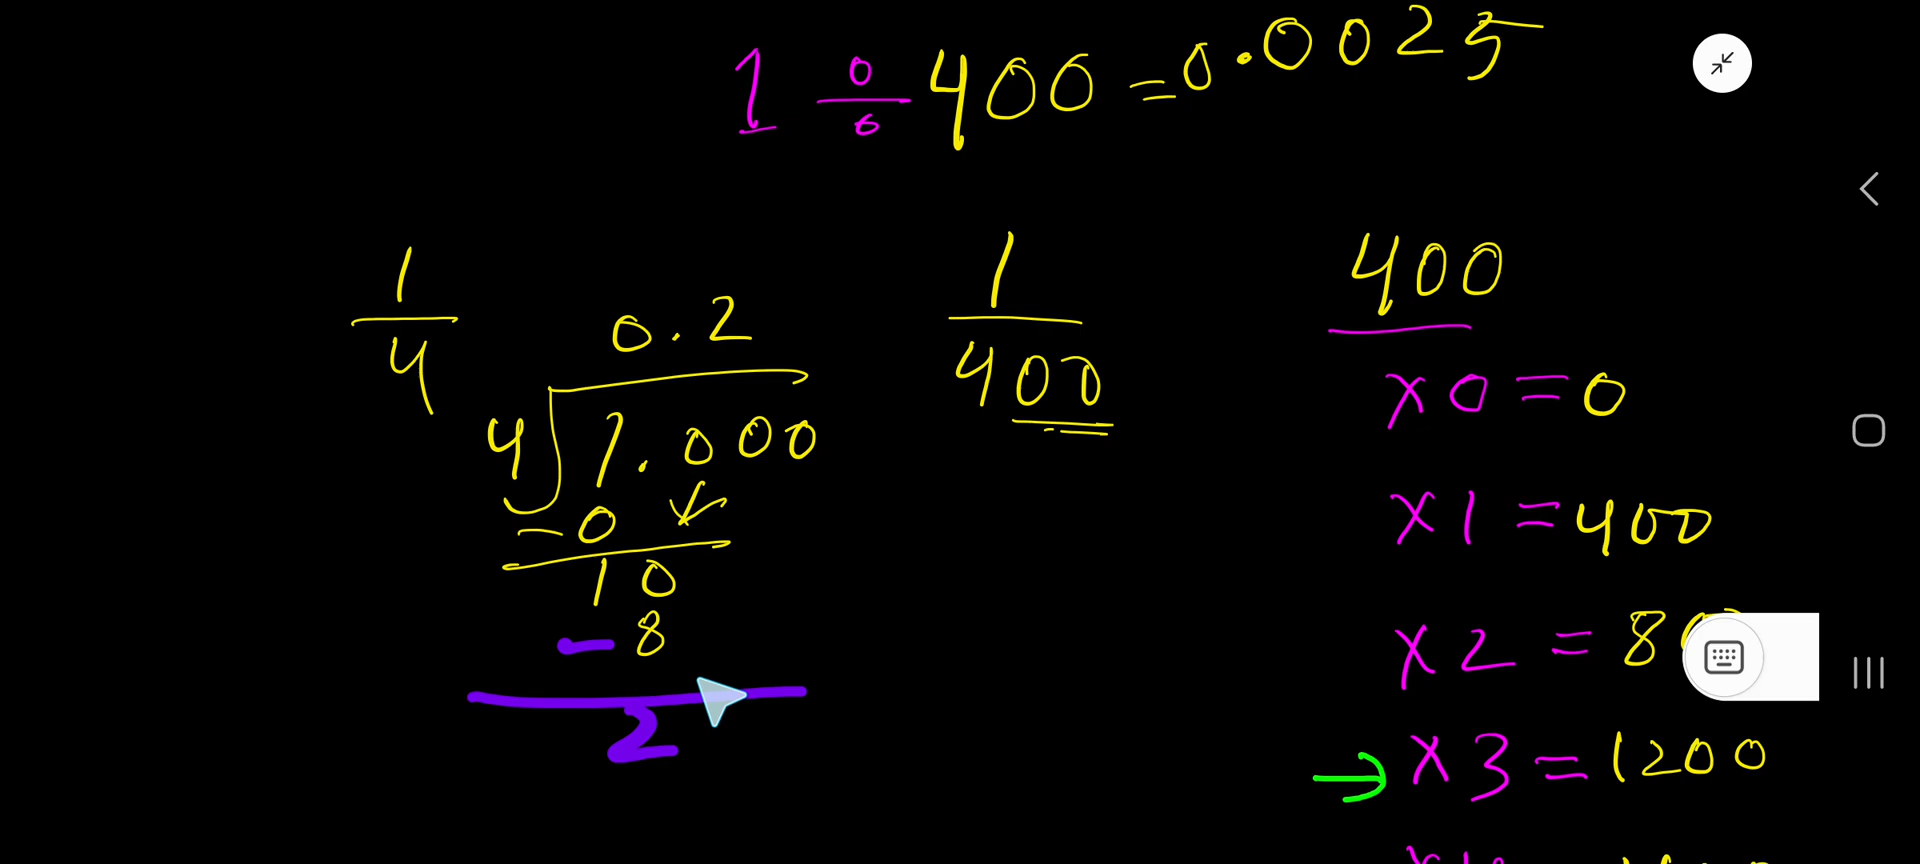 1 ÷ 400 = 0.0025
1
4
0.2
4 1.000
- 0
10
- 8
2
1
400
400
x0 = 0
x1 = 400
x2 = 8
→ x3 = 1200